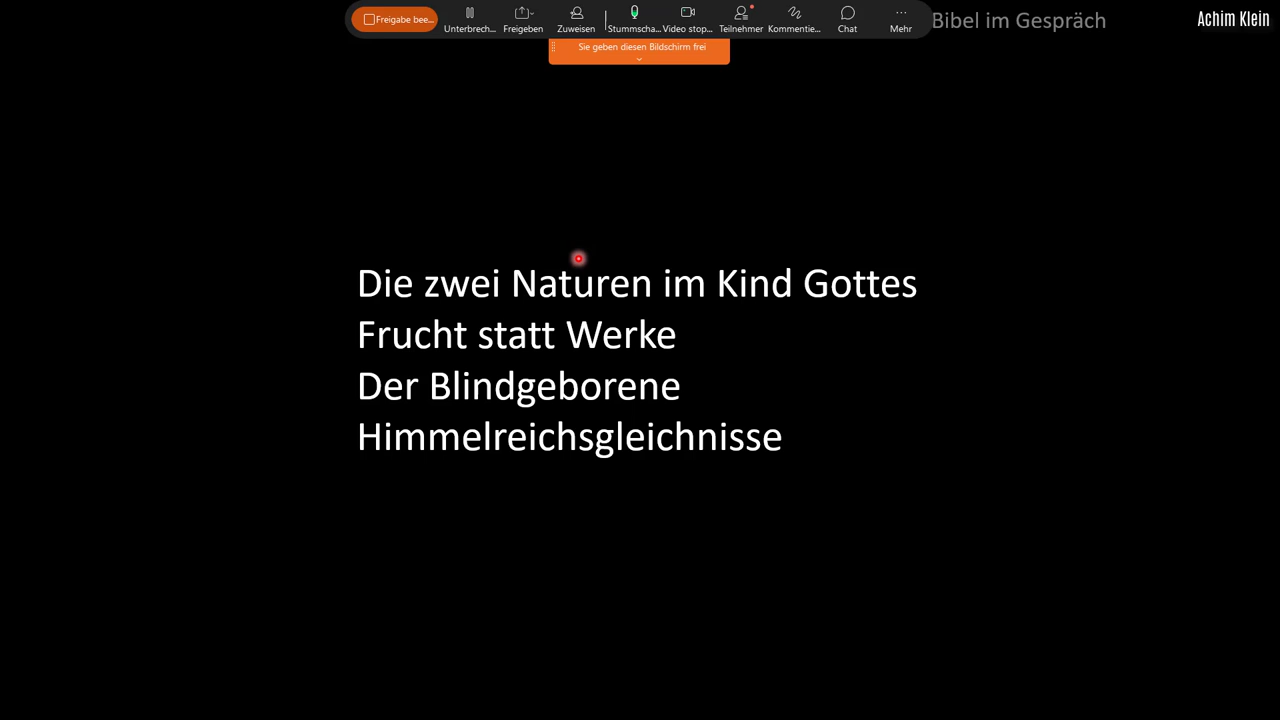 Freigabe bee...
Unterbrech...
Freigeben
Zuweisen
Stummscha...
Video stop...
Teilnehmer
Kommentie...
Chat
Mehr
Bibel im Gespräch
Achim Klein
Sie geben diesen Bildschirm frei
Die zwei Naturen im Kind Gottes
Frucht statt Werke
Der Blindgeborene
Himmelreichsgleichnisse